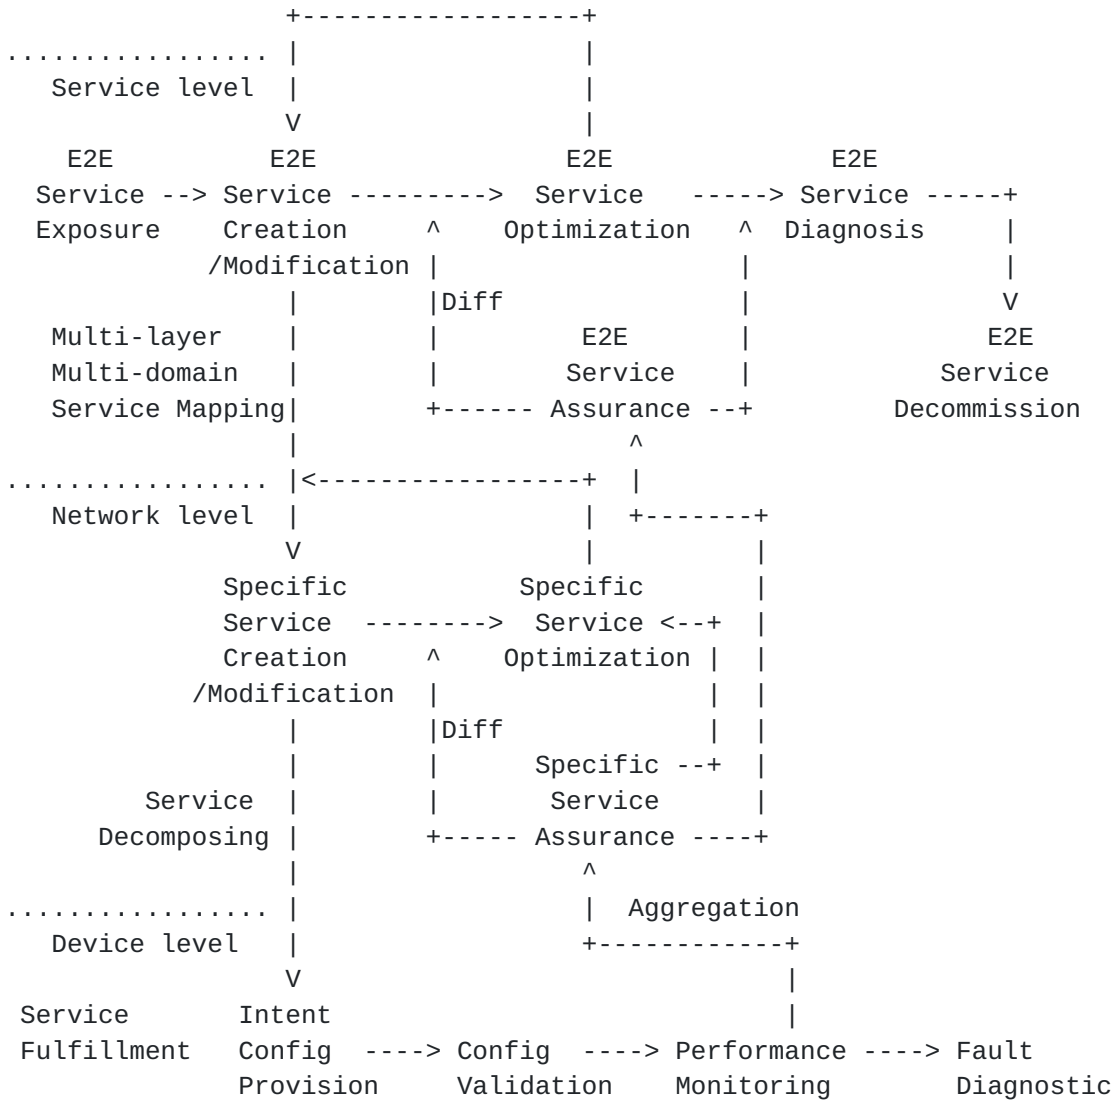 +-------------------+
................. |                   |
   Service level  |                   |
                  V                   |
    E2E          E2E                E2E              E2E
  Service --> Service ---------->  Service   -----> Service -----+
  Exposure    Creation     ^    Optimization   ^  Diagnosis     |
             /Modification |                   |                |
                  |        |Diff               |                V
   Multi-layer    |        |         E2E       |               E2E
   Multi-domain   |        |        Service    |            Service
   Service Mapping|        +------ Assurance --+         Decommission
                  |                     ^
................. |<-----------------+  |
   Network level  |                  |  +-------+
                  V                  |          |
              Specific           Specific       |
              Service  -------->  Service <--+  |
              Creation     ^    Optimization |  |
            /Modification  |                 |  |
                  |        |Diff             |  |
                  |        |      Specific --+  |
         Service  |        |       Service      |
      Decomposing |        +----- Assurance ----+
                  |                  ^
................. |                  |  Aggregation
   Device level   |                  +------------+
                  V                               |
 Service       Intent                             |
 Fulfillment   Config  ----> Config  ----> Performance ----> Fault
               Provision     Validation    Monitoring        Diagnostic